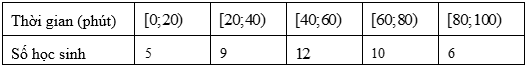 Thời gian (phút) [0;20) [20;40) [40;60) [60;80) [80;100)
Số học sinh 5 9 12 10 6